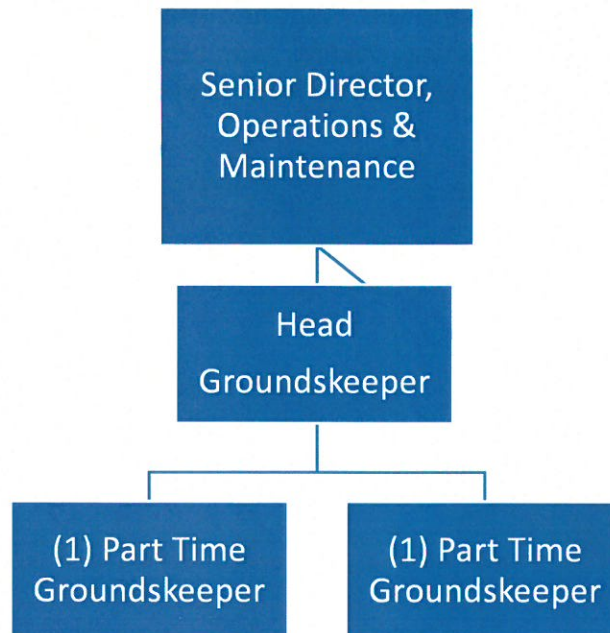 Senior Director,
Operations &
Maintenance
Head
Groundskeeper
(1) Part Time
Groundskeeper
(1) Part Time
Groundskeeper